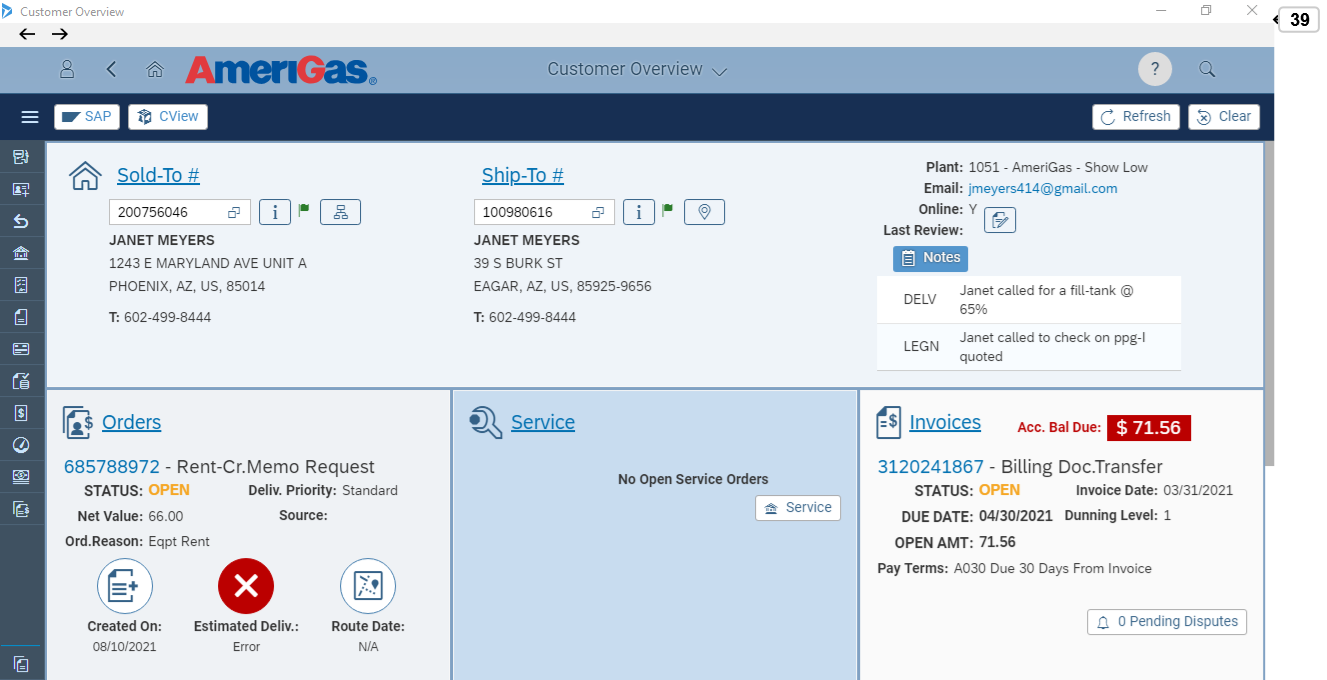 Customer Overview
39
AmeriGas®
Customer Overview
?
SAP
CView
Refresh
Clear
Sold-To #
200756046
i
JANET MEYERS
1243 E MARYLAND AVE UNIT A
PHOENIX, AZ, US, 85014
T: 602-499-8444
Ship-To #
100980616
i
JANET MEYERS
39 S BURK ST
EAGAR, AZ, US, 85925-9656
T: 602-499-8444
Plant: 1051 - AmeriGas - Show Low
Email: jmeyers414@gmail.com
Online: Y
Last Review:
Notes
DELV Janet called for a fill-tank @
65%
LEGN Janet called to check on ppg-I
quoted
Orders
685788972 - Rent-Cr.Memo Request
STATUS: OPEN Deliv. Priority: Standard
Net Value: 66.00 Source:
Ord.Reason: Eqpt Rent
Created On: Estimated Deliv.: Route Date:
08/10/2021 Error N/A
Service
No Open Service Orders
Service
Invoices Acc. Bal Due: $ 71.56
3120241867 - Billing Doc.Transfer
STATUS: OPEN Invoice Date: 03/31/2021
DUE DATE: 04/30/2021 Dunning Level: 1
OPEN AMT: 71.56
Pay Terms: A030 Due 30 Days From Invoice
0 Pending Disputes